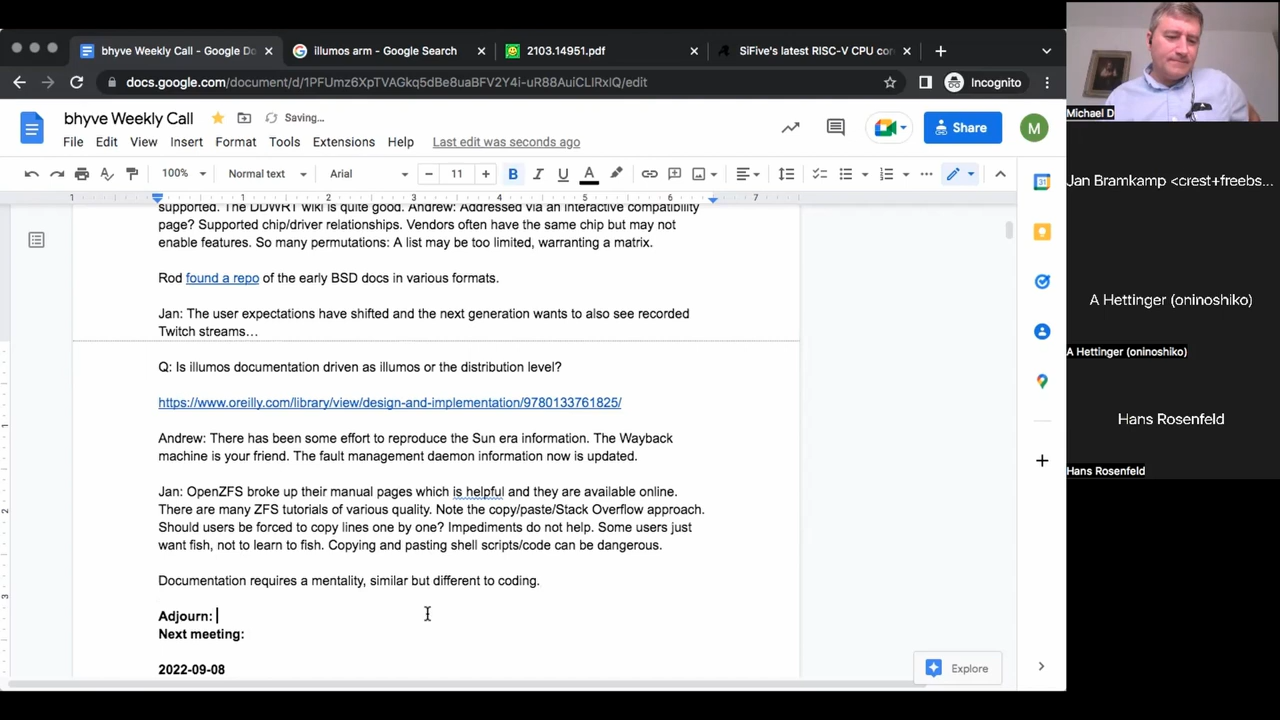 bhyve Weekly Call - Google Do
illumos arm - Google Search
2103.14951.pdf
SiFive's latest RISC-V CPU cor
docs.google.com/document/d/1PFUmz6XpTVAGkq5dBe8uaBFV2Y4i-uR88AuiCLIRxIQ/edit
Incognito
bhyve Weekly Call
Saving...
File Edit View Insert Format Tools Extensions Help Last edit was seconds ago
Share
M
100% Normal text Arial 11 B I U A
1 1 2 3 4 5 6 7
supported. The DDWRT wiki is quite good. Andrew: Addressed via an interactive compatibility
page? Supported chip/driver relationships. Vendors often have the same chip but may not
enable features. So many permutations: A list may be too limited, warranting a matrix.
Rod found a repo of the early BSD docs in various formats.
Jan: The user expectations have shifted and the next generation wants to also see recorded
Twitch streams…
Q: Is illumos documentation driven as illumos or the distribution level?
https://www.oreilly.com/library/view/design-and-implementation/9780133761825/
Andrew: There has been some effort to reproduce the Sun era information. The Wayback
machine is your friend. The fault management daemon information now is updated.
Jan: OpenZFS broke up their manual pages which is helpful and they are available online.
There are many ZFS tutorials of various quality. Note the copy/paste/Stack Overflow approach.
Should users be forced to copy lines one by one? Impediments do not help. Some users just
want fish, not to learn to fish. Copying and pasting shell scripts/code can be dangerous.
Documentation requires a mentality, similar but different to coding.
Adjourn:
Next meeting:
2022-09-08
Explore
1
2
3
31
Michael D
Jan Bramkamp <crest+freebs...
A Hettinger (oninoshiko)
A Hettinger (oninoshiko)
Hans Rosenfeld
Hans Rosenfeld